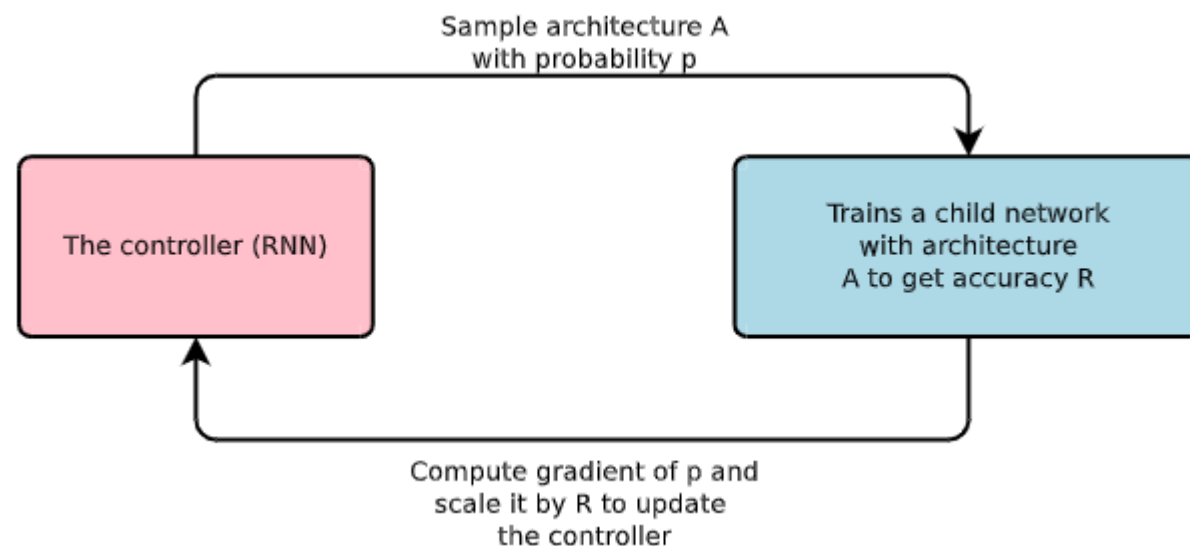 Sample architecture A
with probability p
The controller (RNN)
Trains a child network
with architecture
A to get accuracy R
Compute gradient of p and
scale it by R to update
the controller